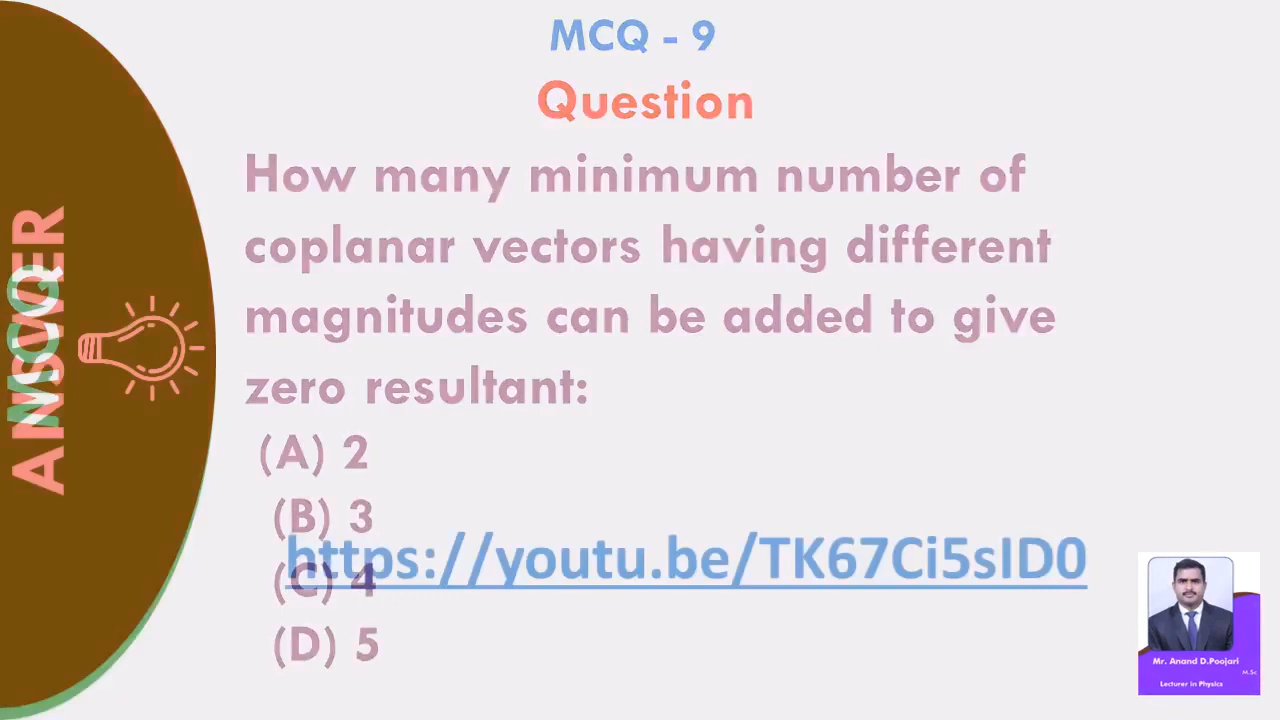 MCQ - 9
Question
How many minimum number of
coplanar vectors having different
magnitudes can be added to give
zero resultant:
(A) 2
(B) 3
https://youtu.be/TK67Ci5sID0
(C) 4
(D) 5
ANSWER
MCQ
Mr. Anand D.Poojari
M.Sc
Lecturer in Physics